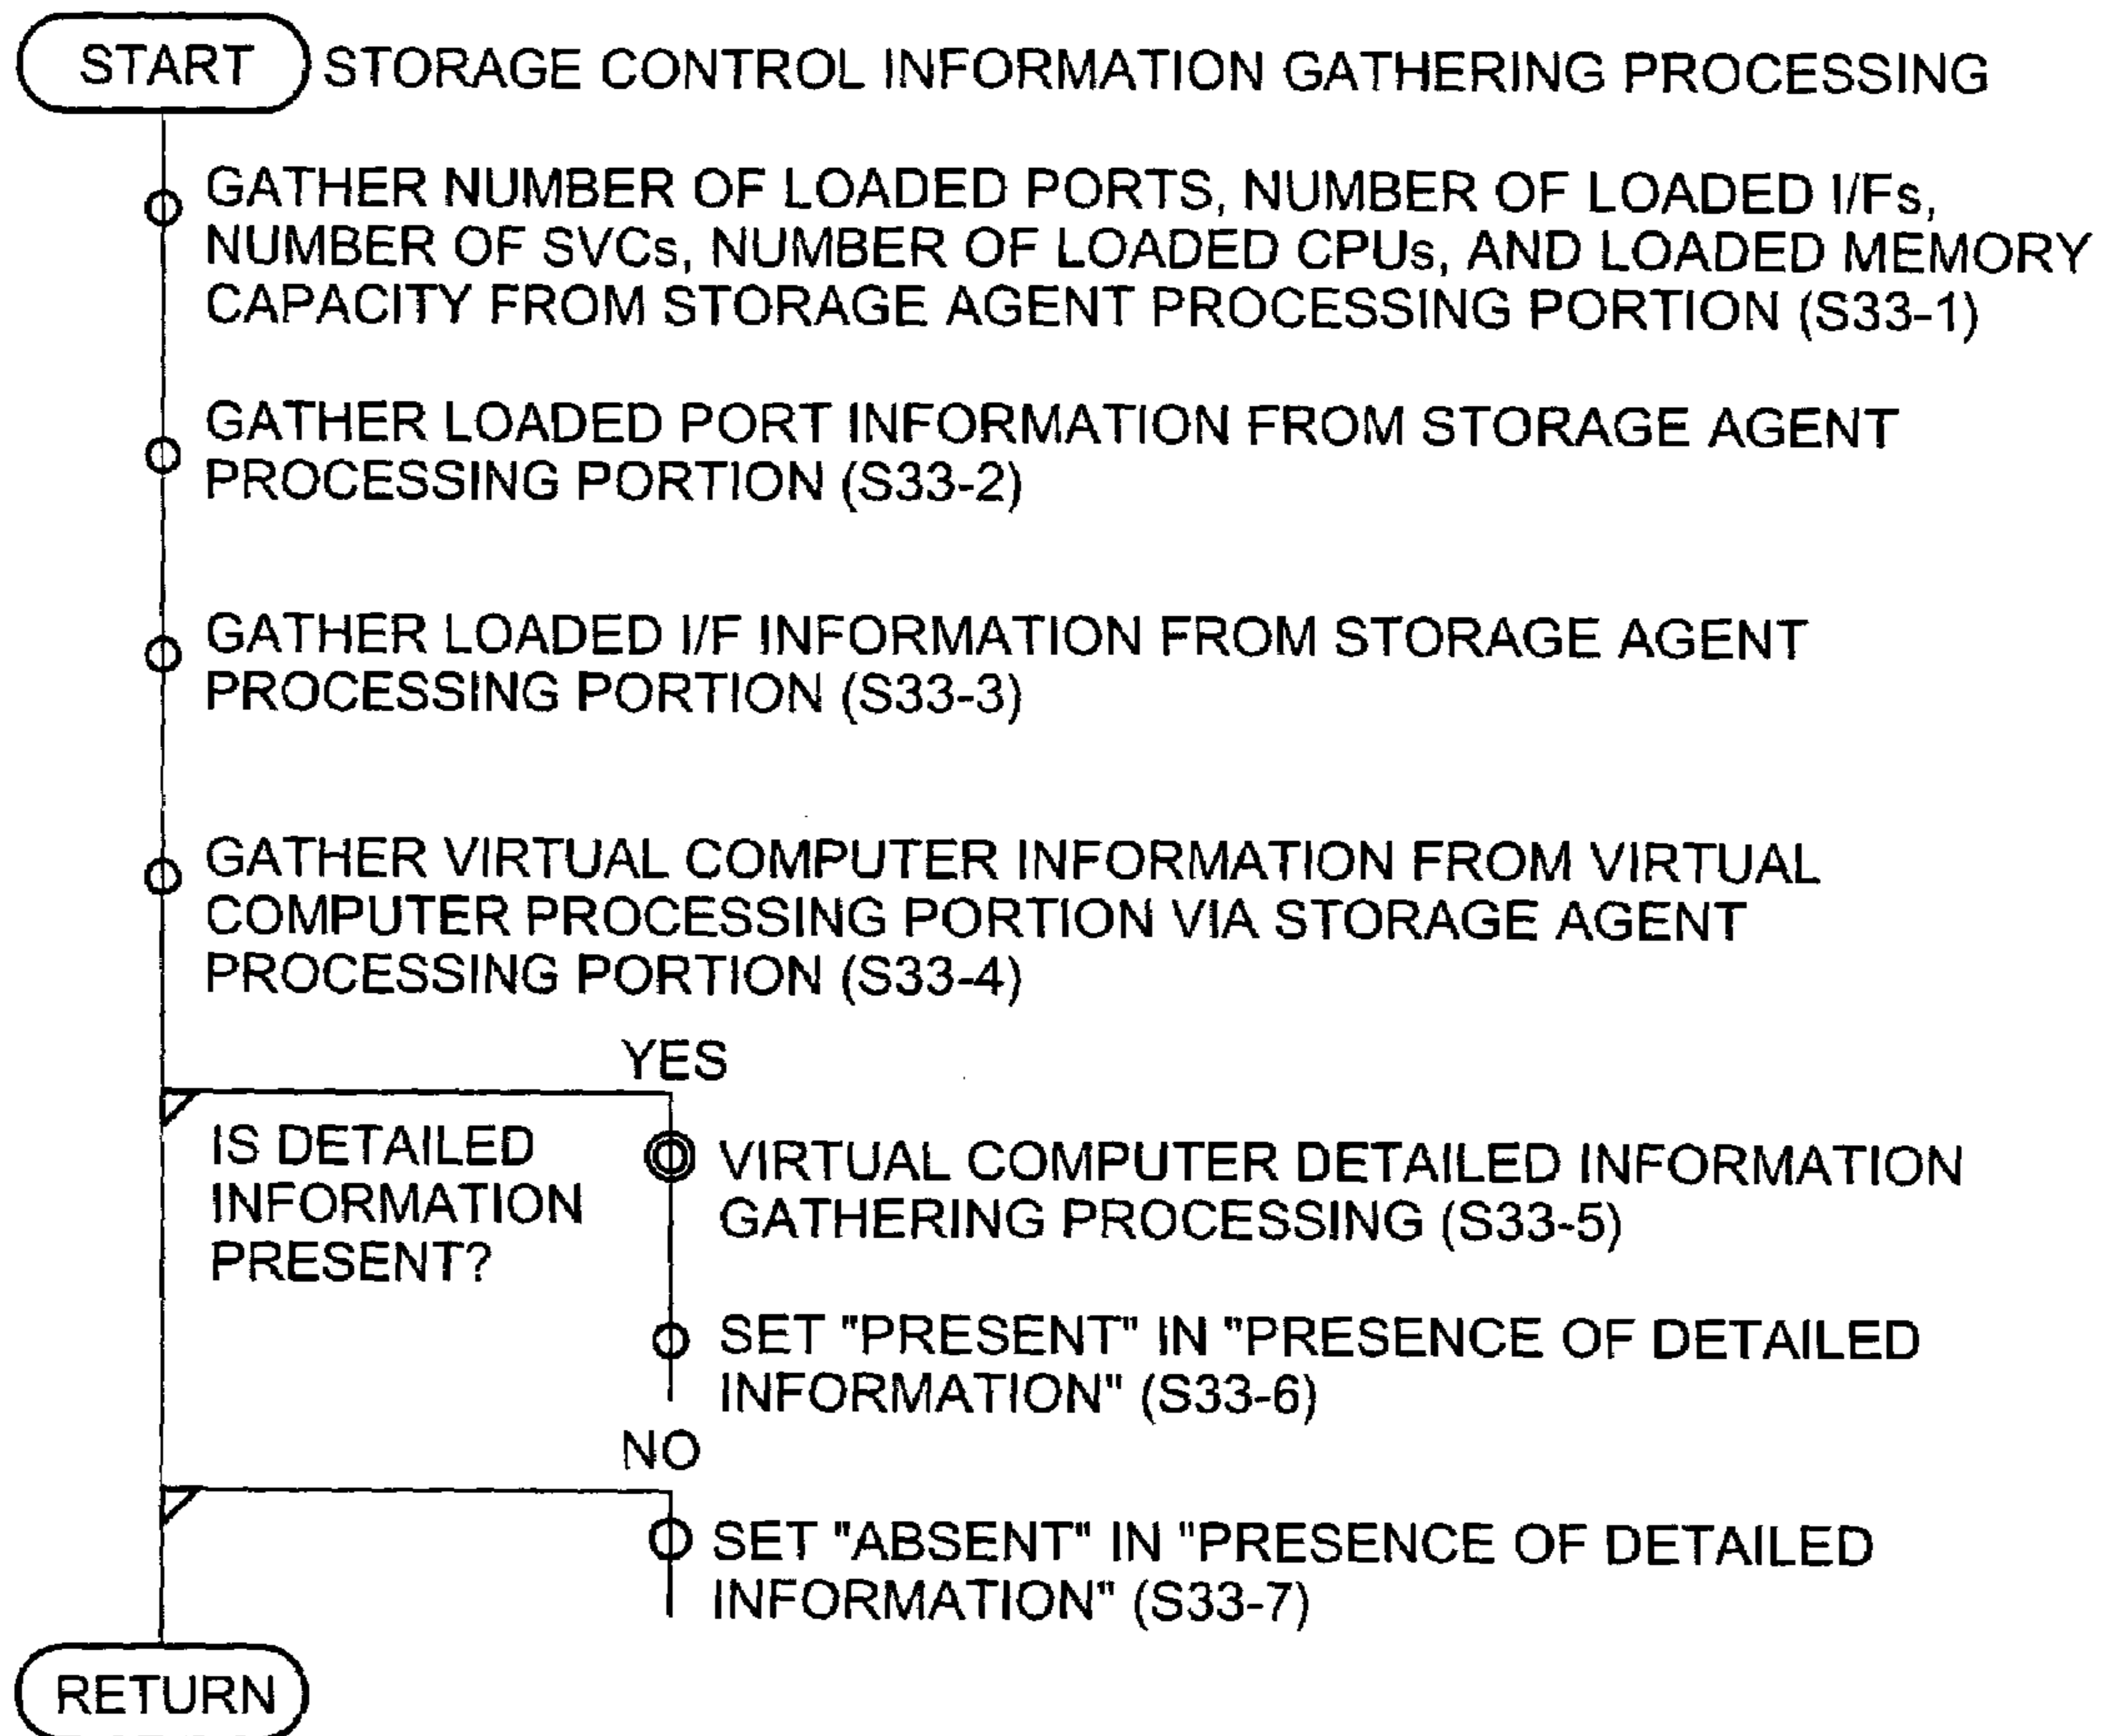 START STORAGE CONTROL INFORMATION GATHERING PROCESSING
GATHER NUMBER OF LOADED PORTS, NUMBER OF LOADED I/Fs,
NUMBER OF SVCs, NUMBER OF LOADED CPUs, AND LOADED MEMORY
CAPACITY FROM STORAGE AGENT PROCESSING PORTION (S33-1)
GATHER LOADED PORT INFORMATION FROM STORAGE AGENT
PROCESSING PORTION (S33-2)
GATHER LOADED I/F INFORMATION FROM STORAGE AGENT
PROCESSING PORTION (S33-3)
GATHER VIRTUAL COMPUTER INFORMATION FROM VIRTUAL
COMPUTER PROCESSING PORTION VIA STORAGE AGENT
PROCESSING PORTION (S33-4)
YES
IS DETAILED
INFORMATION
PRESENT?
VIRTUAL COMPUTER DETAILED INFORMATION
GATHERING PROCESSING (S33-5)
SET "PRESENT" IN "PRESENCE OF DETAILED
INFORMATION" (S33-6)
NO
SET "ABSENT" IN "PRESENCE OF DETAILED
INFORMATION" (S33-7)
RETURN